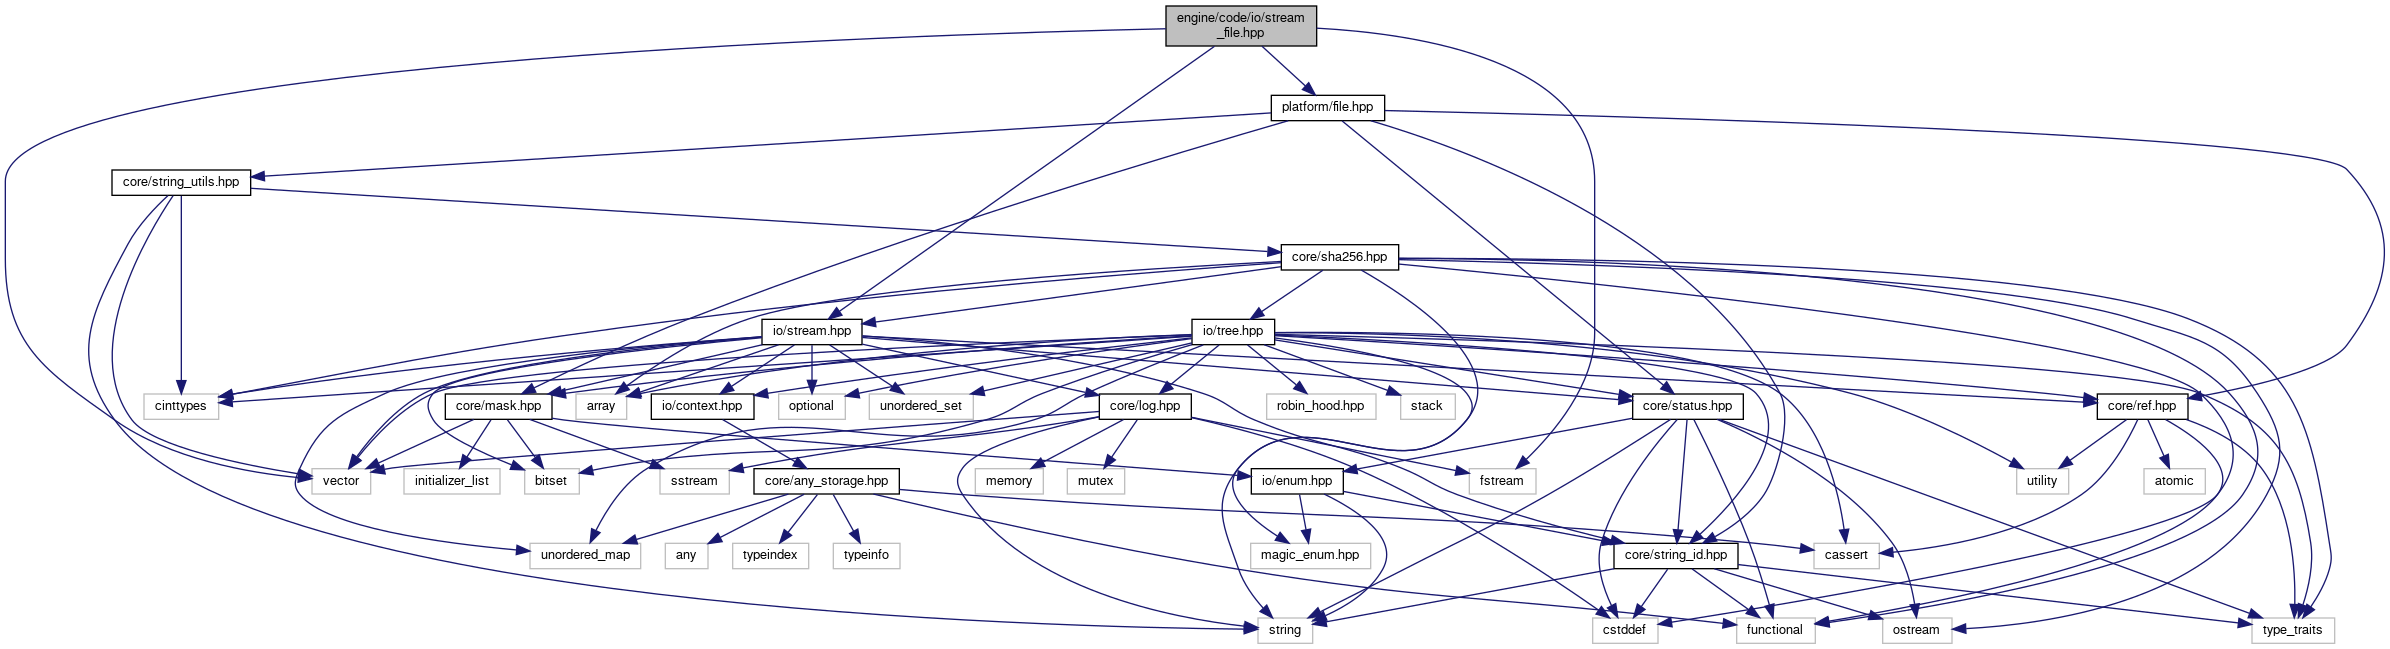 engine/code/io/stream
_file.hpp
platform/file.hpp
core/string_utils.hpp
core/sha256.hpp
io/stream.hpp
io/tree.hpp
cinttypes
core/mask.hpp
array
io/context.hpp
optional
unordered_set
core/log.hpp
robin_hood.hpp
stack
core/status.hpp
core/ref.hpp
vector
initializer_list
bitset
sstream
core/any_storage.hpp
memory
mutex
io/enum.hpp
fstream
utility
atomic
unordered_map
any
typeindex
typeinfo
magic_enum.hpp
core/string_id.hpp
cassert
string
cstddef
functional
ostream
type_traits